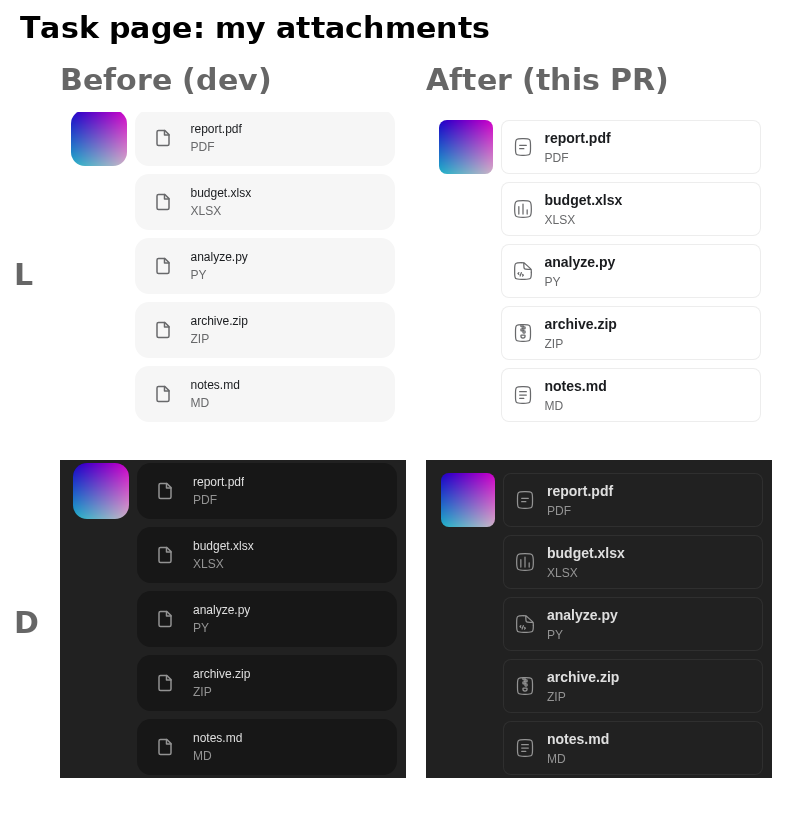 Task page: my attachments
Before (dev)
After (this PR)
L
report.pdf
PDF
budget.xlsx
XLSX
analyze.py
PY
archive.zip
ZIP
notes.md
MD
report.pdf
PDF
budget.xlsx
XLSX
analyze.py
PY
archive.zip
ZIP
notes.md
MD
D
report.pdf
PDF
budget.xlsx
XLSX
analyze.py
PY
archive.zip
ZIP
notes.md
MD
report.pdf
PDF
budget.xlsx
XLSX
analyze.py
PY
archive.zip
ZIP
notes.md
MD